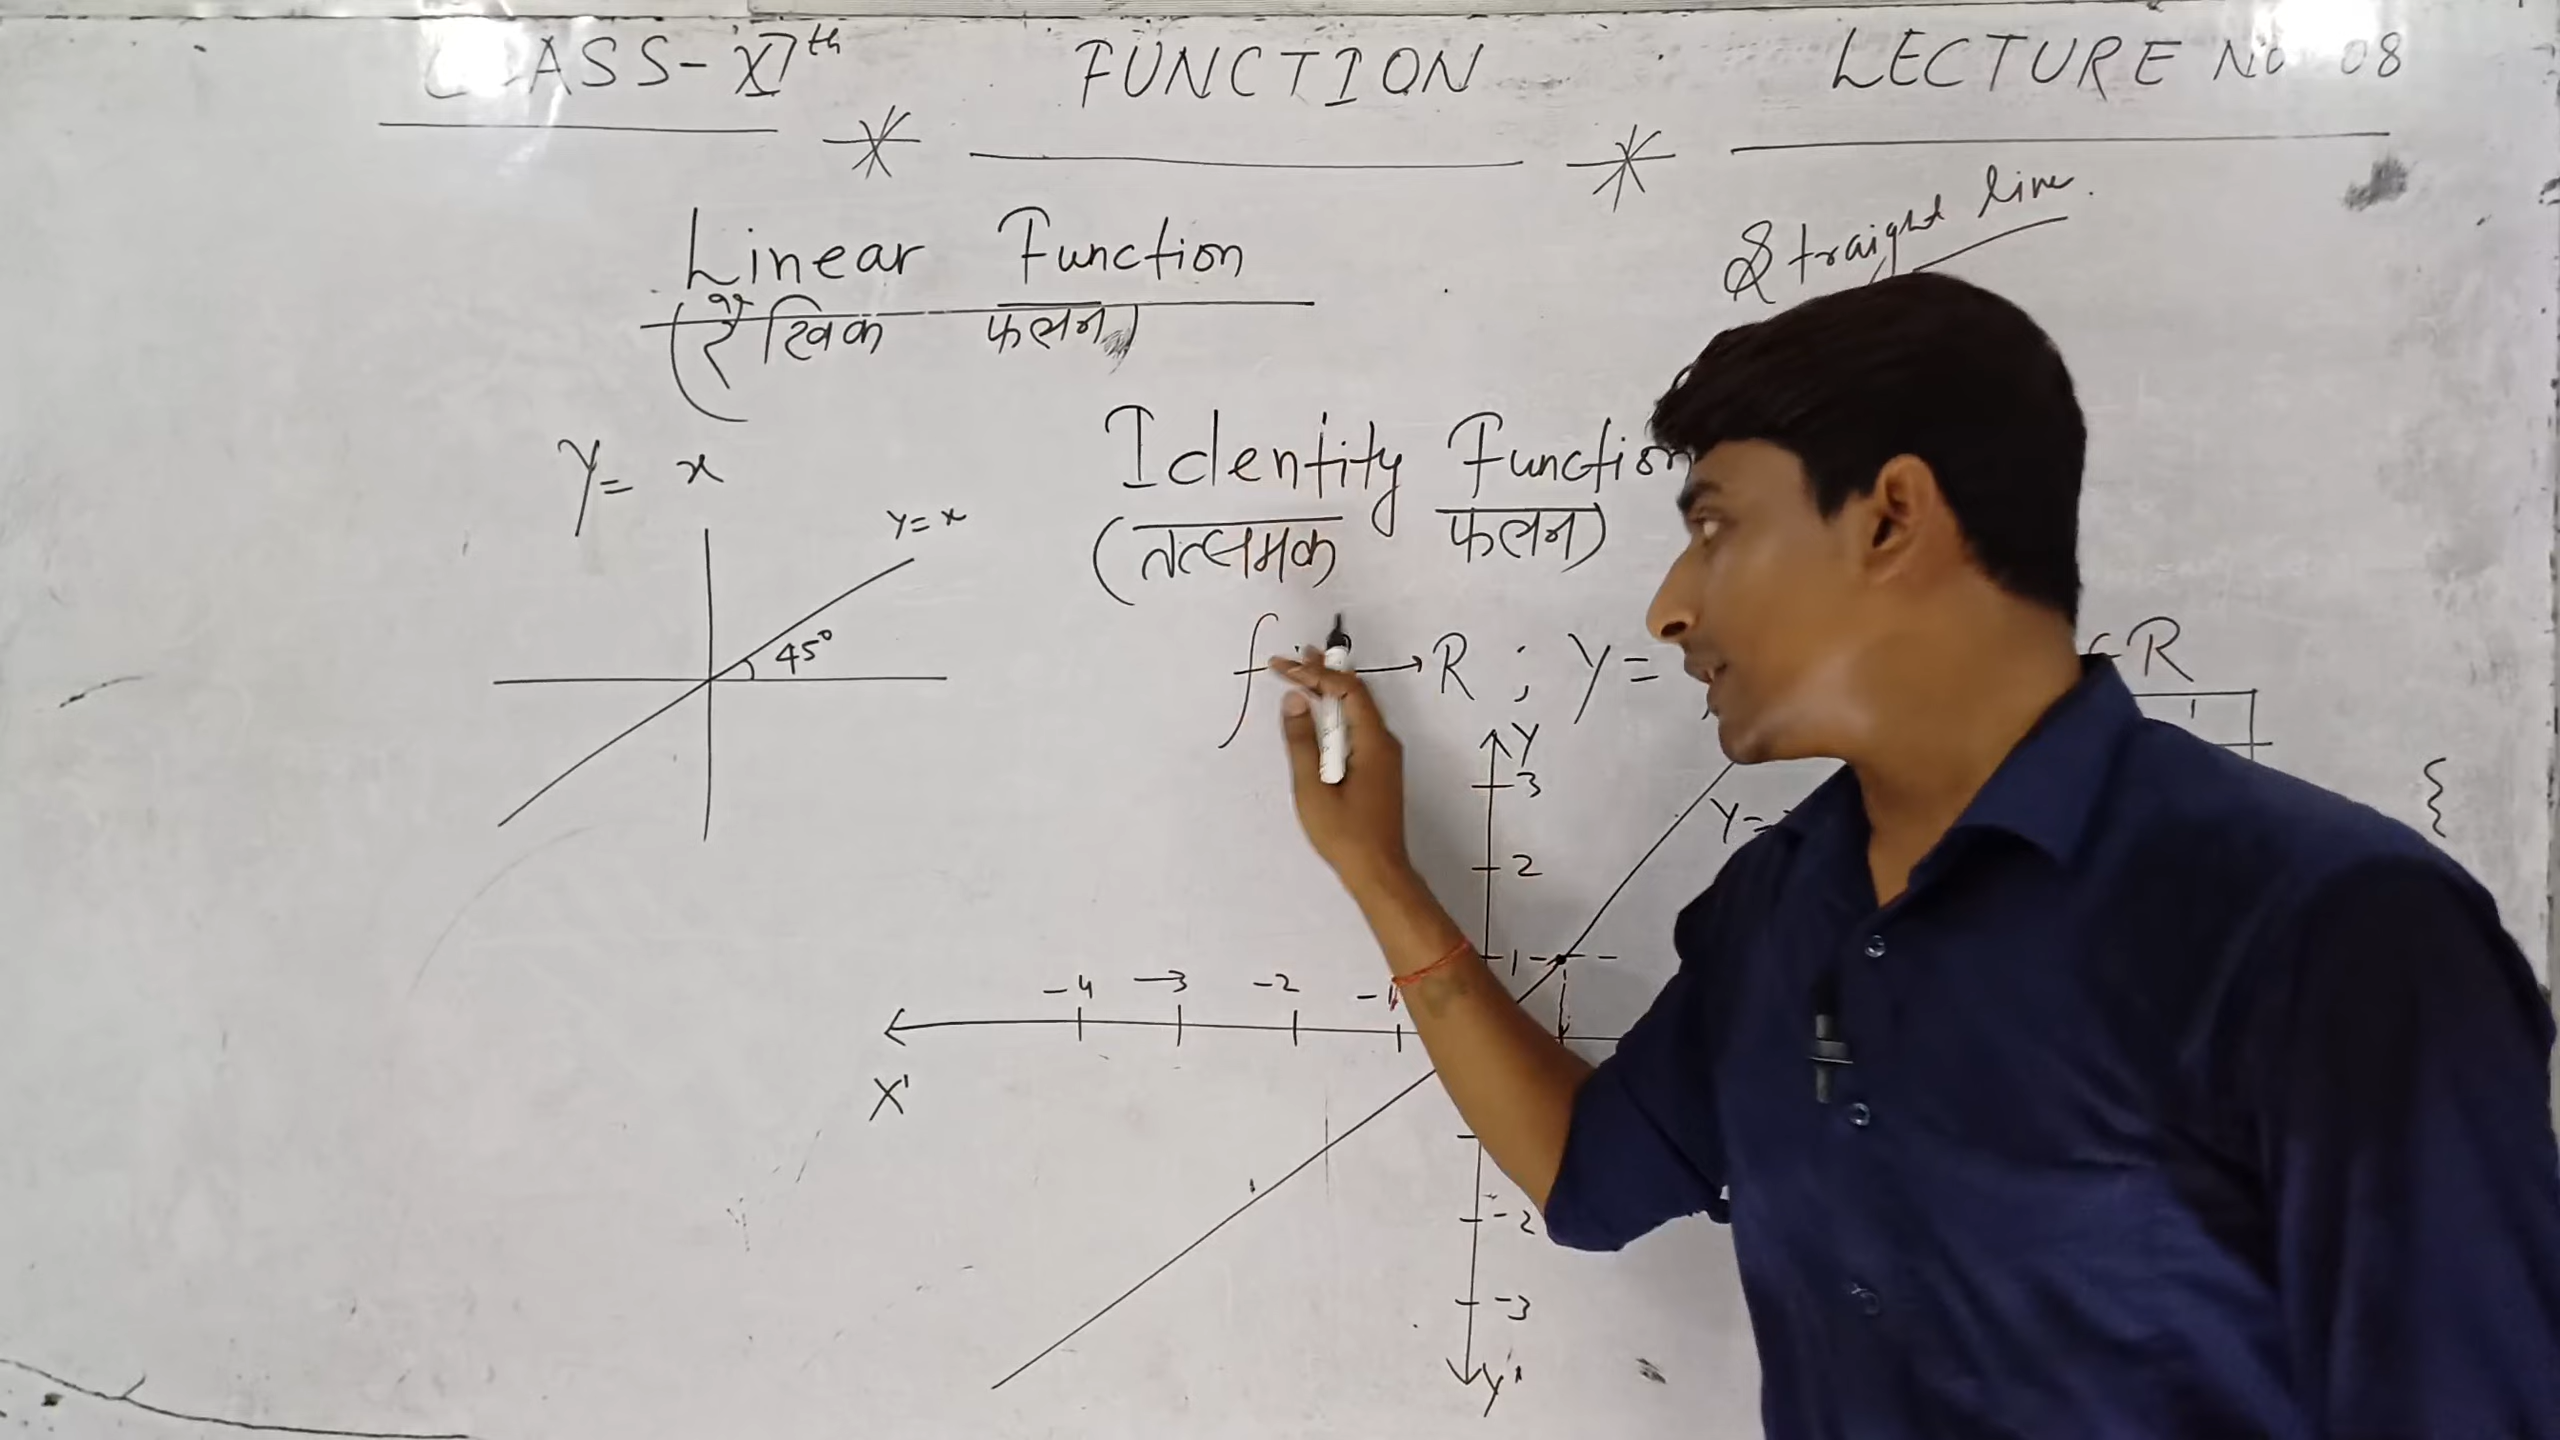 CLASS-XIth FUNCTION LECTURE No 08
Straight line.
Linear Function
(रैखिक फलन)
Identity Function
(तत्समक फलन)
Y= x
Y= x
45°
f → R ; Y=
∈R
Y
3
2
1
Y=
-4 -3 -2 -1
X'
-2
-3
Y'